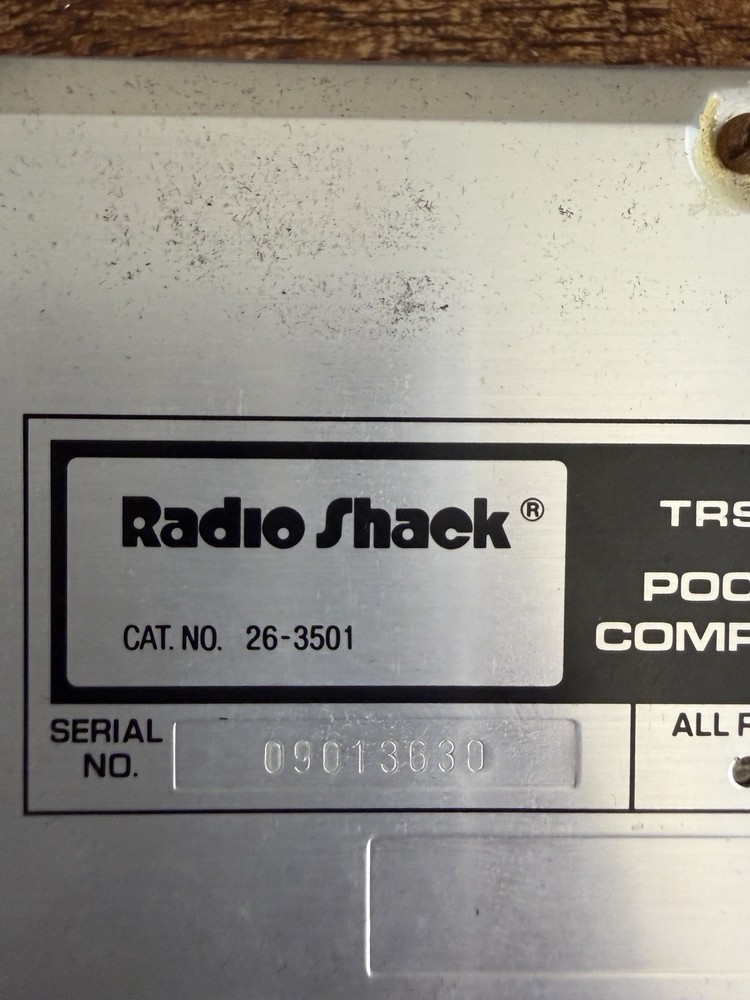 Radio Shack®
CAT. NO. 26-3501
TRS
POC
COMP
SERIAL
NO.
09013630
ALL F